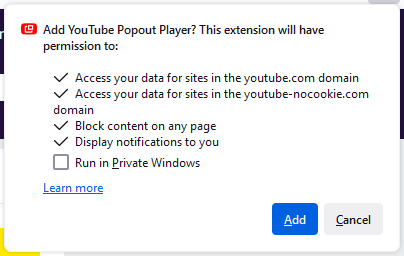 Add YouTube Popout Player? This extension will have
permission to:
Access your data for sites in the youtube.com domain
Access your data for sites in the youtube-nocookie.com
domain
Block content on any page
Display notifications to you
Run in Private Windows
Learn more
Add
Cancel